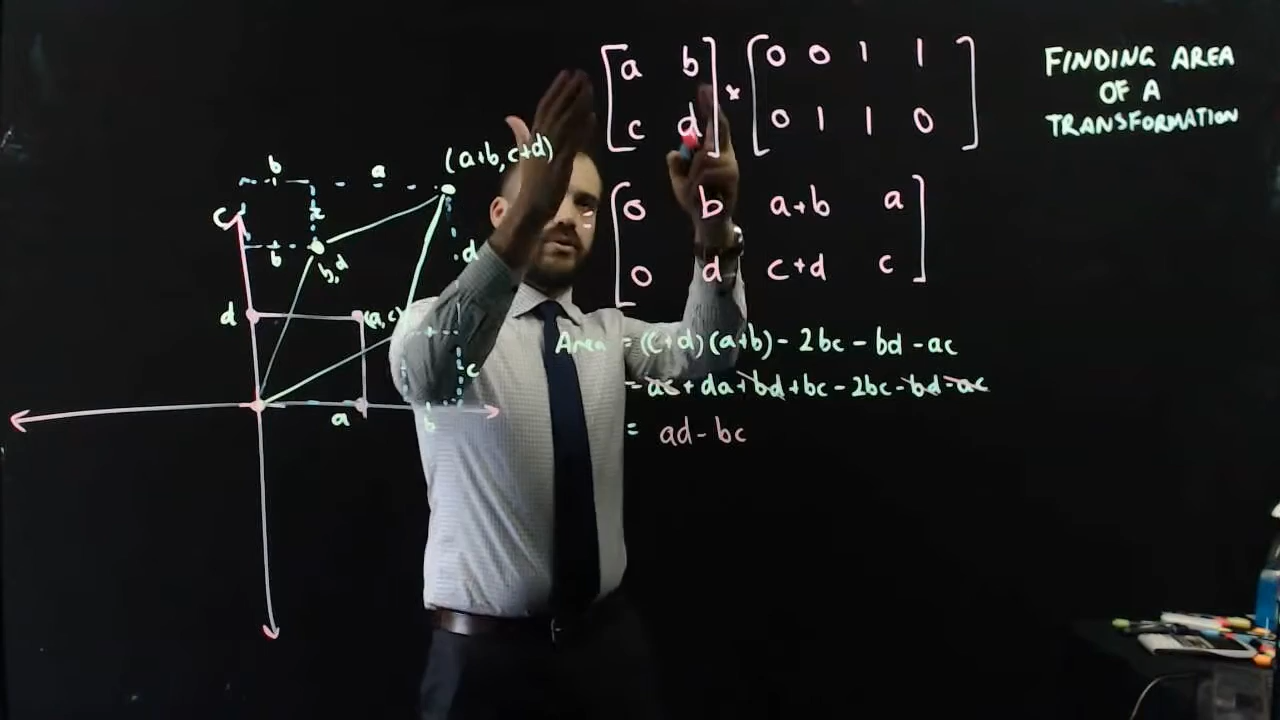 FINDING AREA
OF A
TRANSFORMATION
[a b] × [0 0 1 1]
[c d] [0 1 1 0]
[0 b a+b a]
[0 d c+d c]
Area = (c+d)(a+b) - 2bc - bd - ac
= ac + da + bd + bc - 2bc - bd - ac
= ad - bc
(a+b, c+d)
b a
c
b
b,d
d
d
(a,c)
c
a b